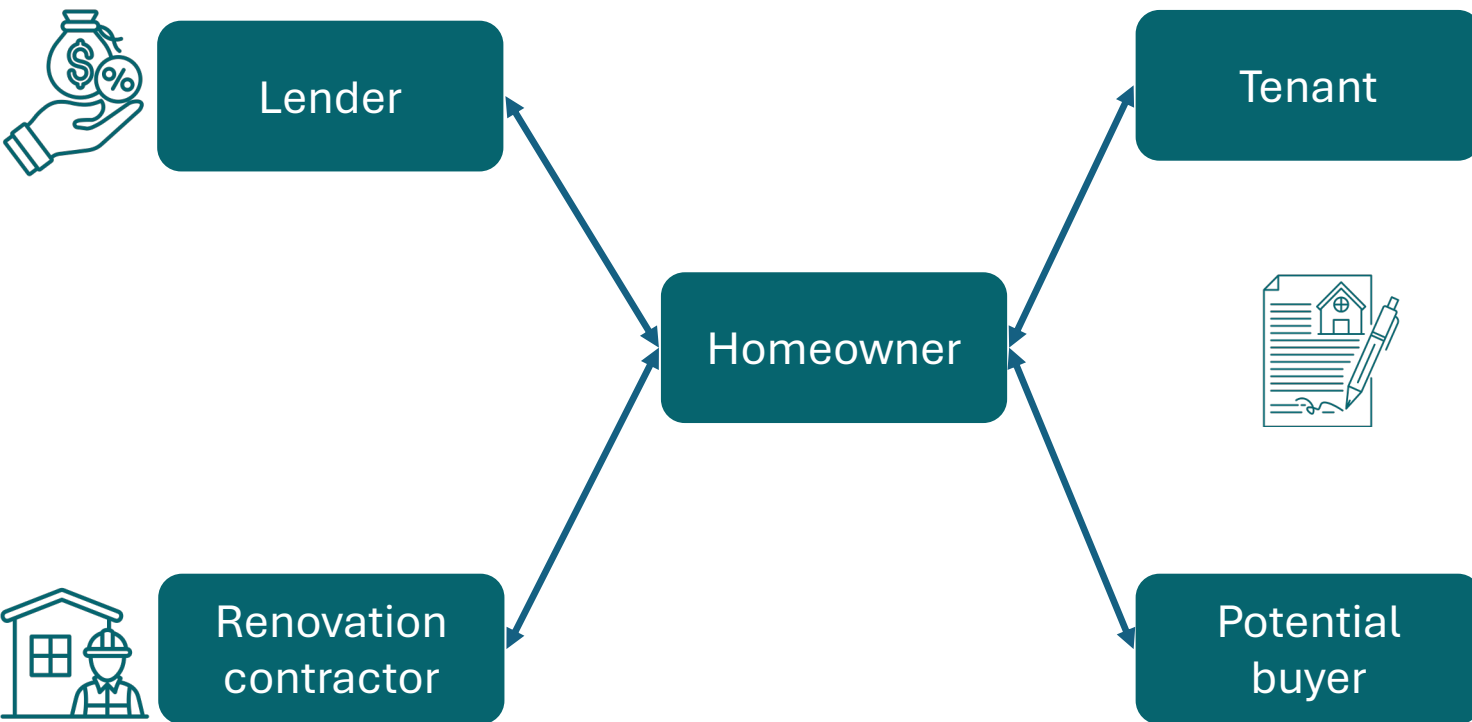 Lender
Tenant
$
%
Homeowner
Renovation
contractor
Potential
buyer